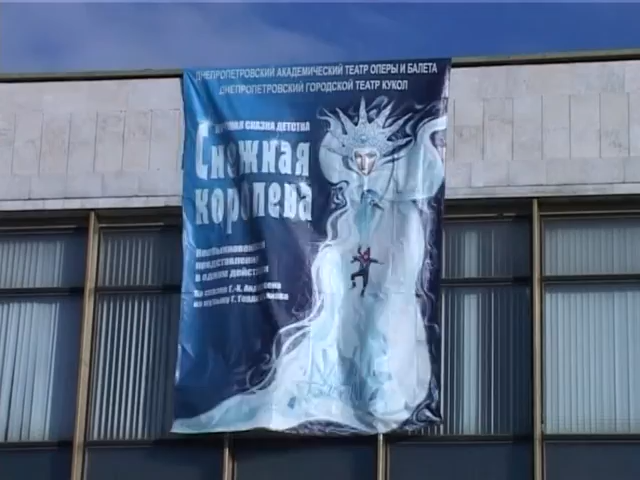 ДНЕПРОПЕТРОВСКИЙ АКАДЕМИЧЕСКИЙ ТЕАТР ОПЕРЫ И БАЛЕТА
ДНЕПРОПЕТРОВСКИЙ ГОРОДСКОЙ ТЕАТР КУКОЛ
СКАЗКА ДЕТСТВА
Снежная
королева
представление
в одном действии
По сказке Г.-Х. Андерсена
на музыку Г.